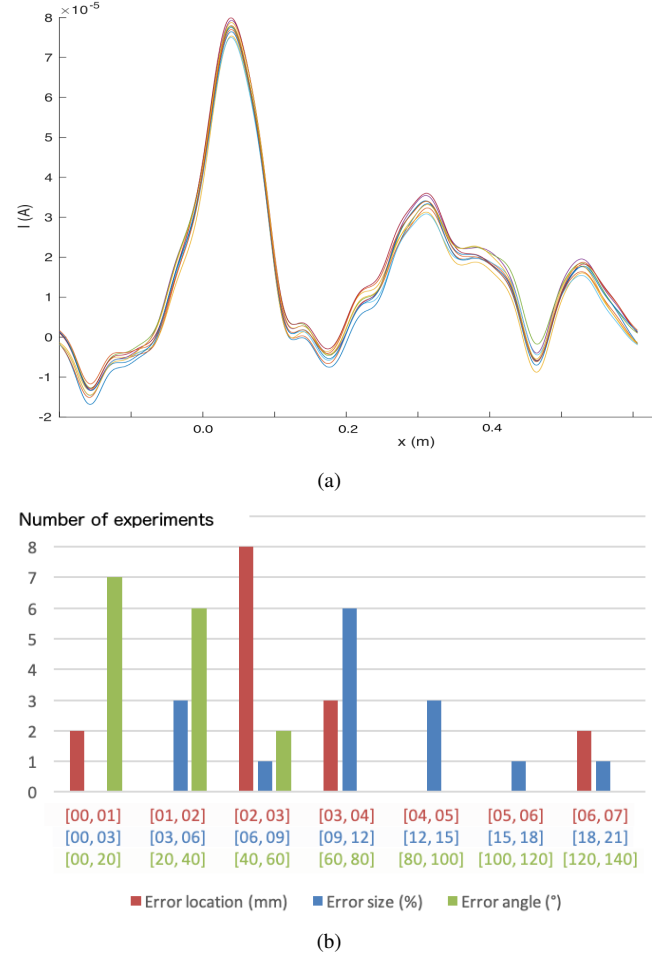 ×10⁻⁵
8
7
6
5
4
3
2
1
0
-1
-2
I (A)
0.0 0.2 0.4
x (m)
(a)
Number of experiments
8
7
6
5
4
3
2
1
0
[00, 01] [01, 02] [02, 03] [03, 04] [04, 05] [05, 06] [06, 07]
[00, 03] [03, 06] [06, 09] [09, 12] [12, 15] [15, 18] [18, 21]
[00, 20] [20, 40] [40, 60] [60, 80] [80, 100] [100, 120] [120, 140]
Error location (mm) Error size (%) Error angle (°)
(b)